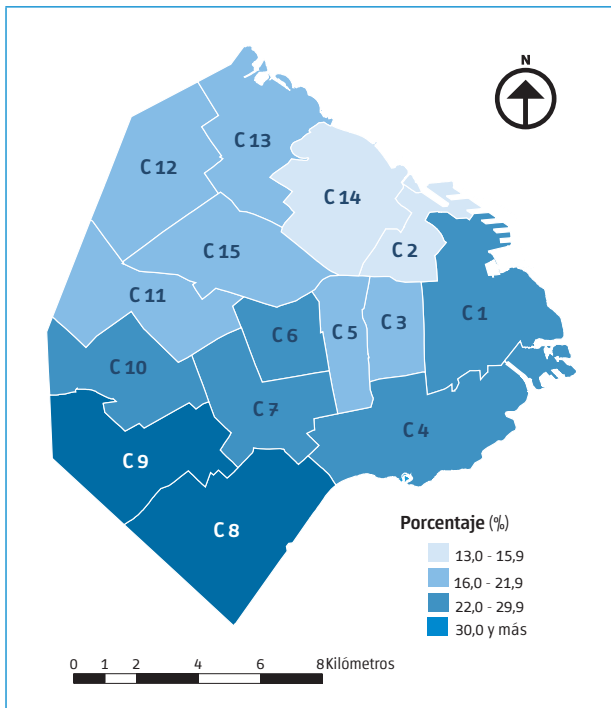 N
C 13
C 12
C 14
C 2
C 15
C 11
C 1
C 3
C 5
C 6
C 10
C 7
C 4
C 9
C 8
Porcentaje (%)
13,0 - 15,9
16,0 - 21,9
22,0 - 29,9
30,0 y más
0 1 2 4 6 8 Kilómetros